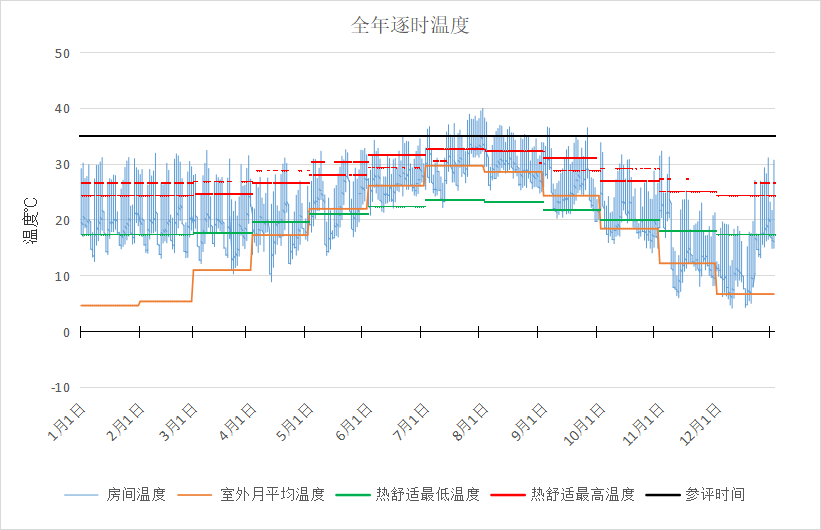 全年逐时温度
50
40
30
20
10
0
-10
温度℃
1月1日
2月1日
3月1日
4月1日
5月1日
6月1日
7月1日
8月1日
9月1日
10月1日
11月1日
12月1日
房间温度 室外月平均温度 热舒适最低温度 热舒适最高温度 参评时间